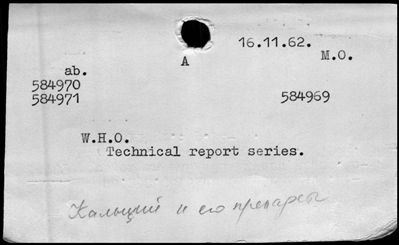 16.11.62.
A
M.O.
ab.
584970
584971 584969
W.H.O.
Technical report series.
Кальций и его